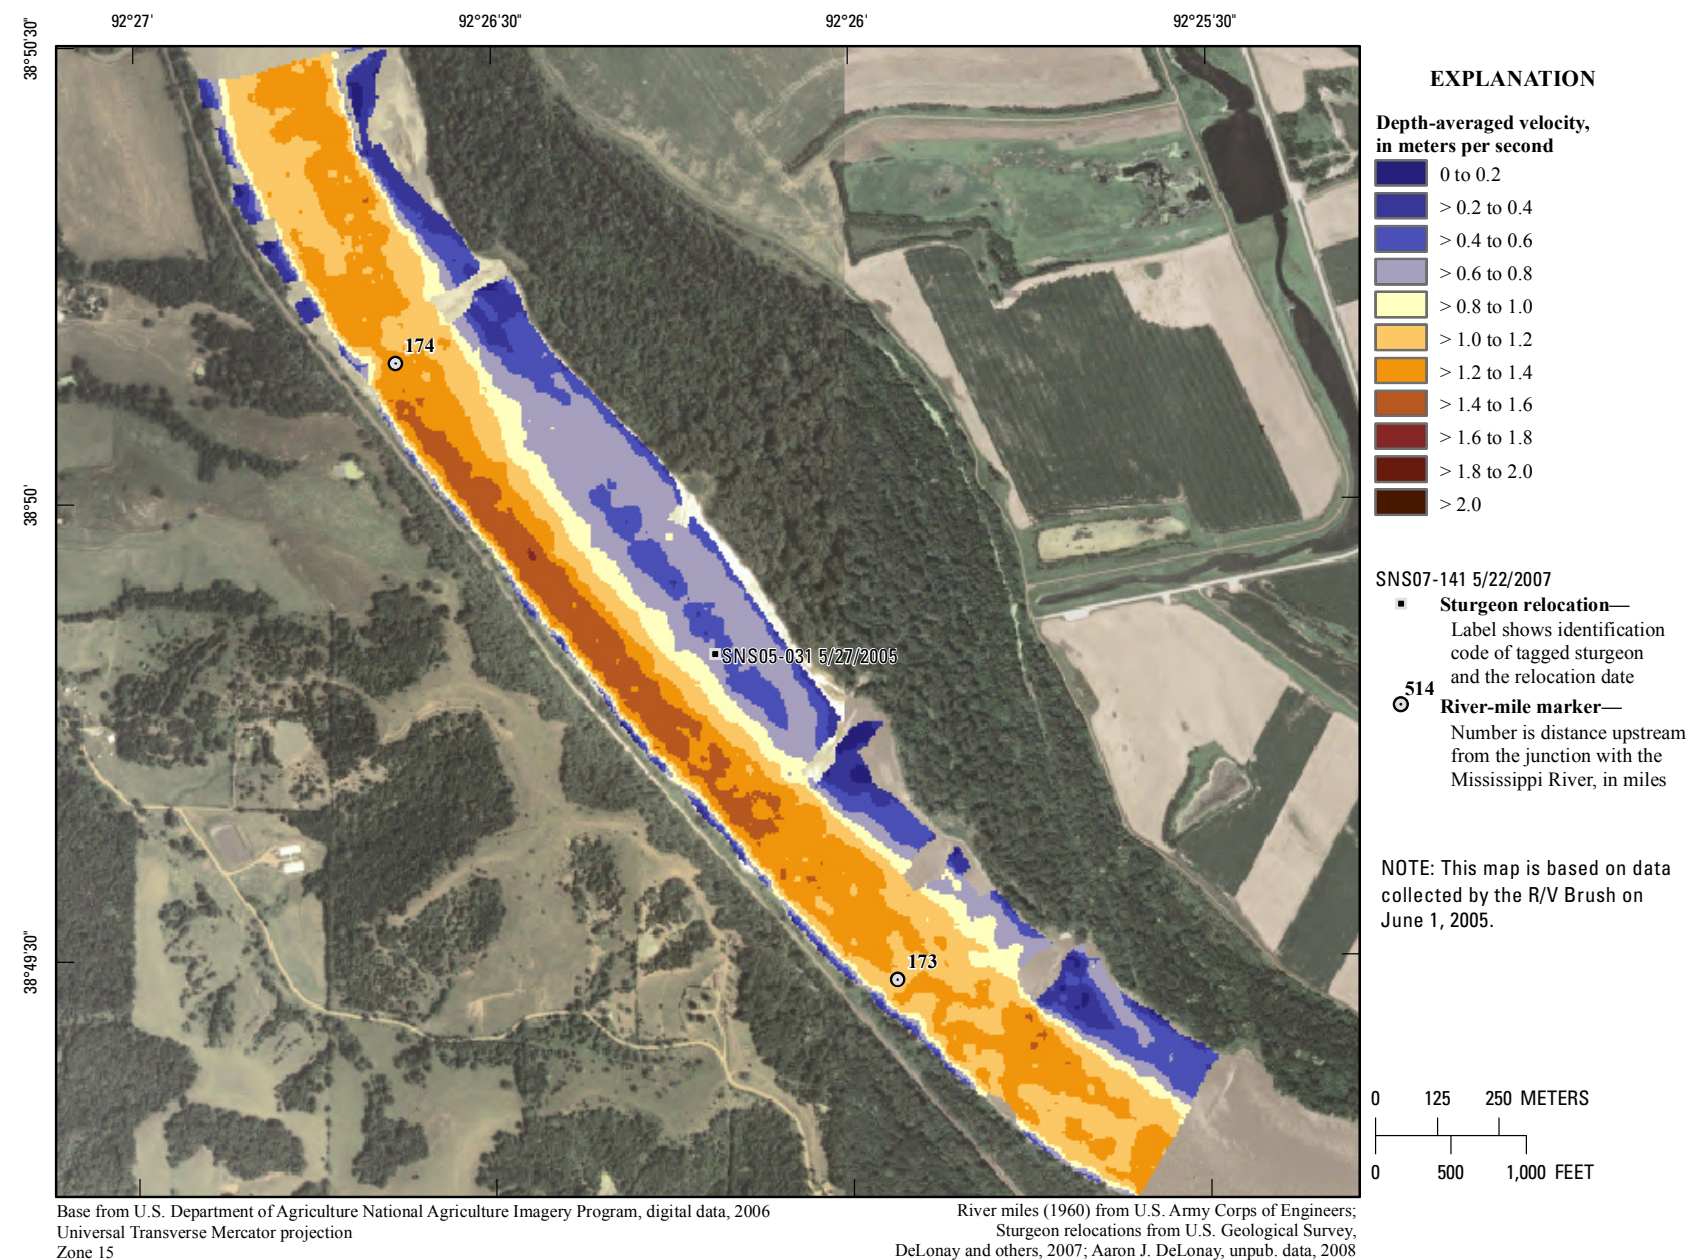 92°27'
92°26'30"
92°26'
92°25'30"
38°50'30"
38°50'
38°49'30"
174
SNS05-031 5/27/2005
173
EXPLANATION
Depth-averaged velocity,
in meters per second
0 to 0.2
> 0.2 to 0.4
> 0.4 to 0.6
> 0.6 to 0.8
> 0.8 to 1.0
> 1.0 to 1.2
> 1.2 to 1.4
> 1.4 to 1.6
> 1.6 to 1.8
> 1.8 to 2.0
> 2.0
SNS07-141 5/22/2007
Sturgeon relocation—
Label shows identification
code of tagged sturgeon
and the relocation date
514
River-mile marker—
Number is distance upstream
from the junction with the
Mississippi River, in miles
NOTE: This map is based on data
collected by the R/V Brush on
June 1, 2005.
0 125 250 METERS
0 500 1,000 FEET
Base from U.S. Department of Agriculture National Agriculture Imagery Program, digital data, 2006
Universal Transverse Mercator projection
Zone 15
River miles (1960) from U.S. Army Corps of Engineers;
Sturgeon relocations from U.S. Geological Survey,
DeLonay and others, 2007; Aaron J. DeLonay, unpub. data, 2008